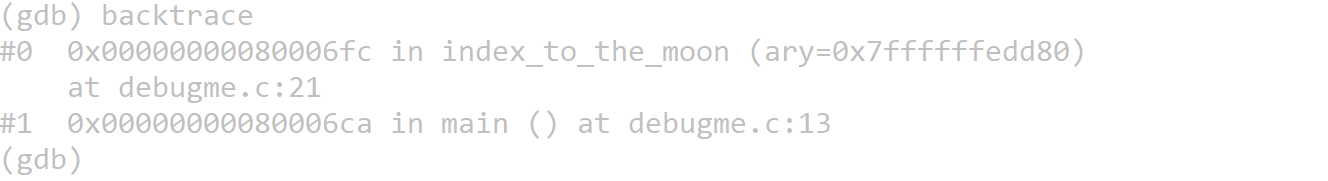 (gdb) backtrace
#0  0x00000000080006fc in index_to_the_moon (ary=0x7ffffffedd80)
    at debugme.c:21
#1  0x00000000080006ca in main () at debugme.c:13
(gdb)